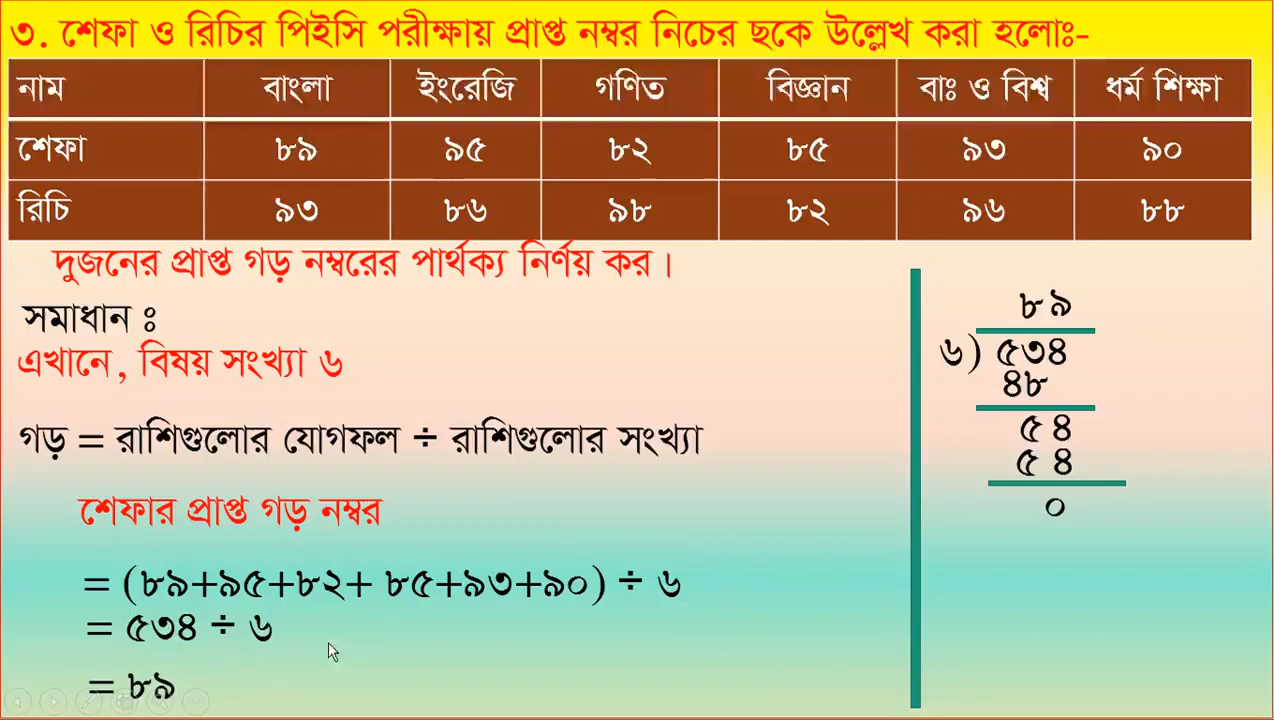 ৩. শেফা ও রিচির পিইসি পরীক্ষায় প্রাপ্ত নম্বর নিচের ছকে উল্লেখ করা হলোঃ-
নাম বাংলা ইংরেজি গণিত বিজ্ঞান বাঃ ও বিশ্ব ধর্ম শিক্ষা
শেফা ৮৯ ৯৫ ৮২ ৮৫ ৯৩ ৯০
রিচি ৯৩ ৮৬ ৯৮ ৮২ ৯৬ ৮৮
দুজনের প্রাপ্ত গড় নম্বরের পার্থক্য নির্ণয় কর।
সমাধান ঃ
এখানে, বিষয় সংখ্যা ৬
গড় = রাশিগুলোর যোগফল ÷ রাশিগুলোর সংখ্যা
শেফার প্রাপ্ত গড় নম্বর
= (৮৯+৯৫+৮২+ ৮৫+৯৩+৯০) ÷ ৬
= ৫৩৪ ÷ ৬
= ৮৯
৮৯
৬) ৫৩৪
৪৮
৫৪
৫৪
০